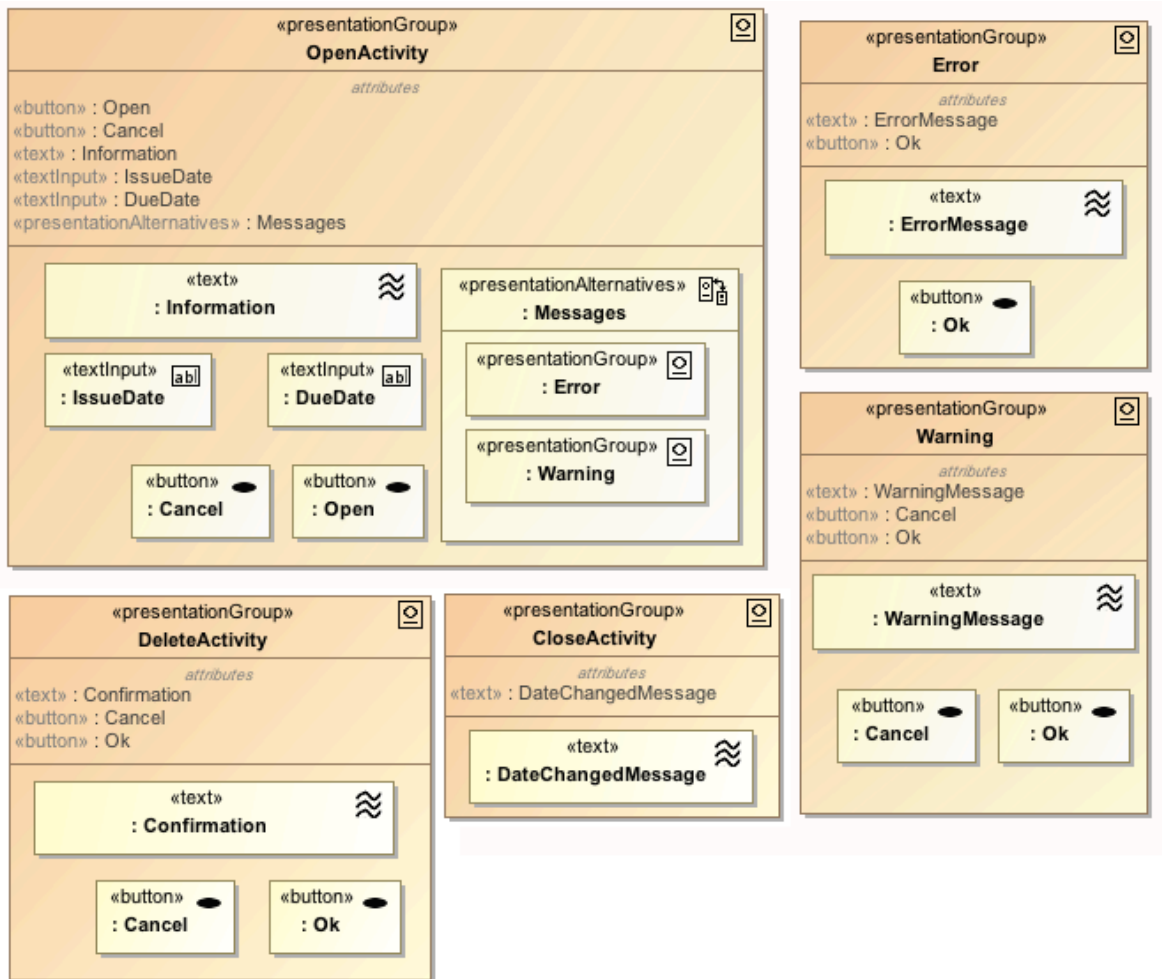 «presentationGroup»
OpenActivity
attributes
«button» : Open
«button» : Cancel
«text» : Information
«textInput» : IssueDate
«textInput» : DueDate
«presentationAlternatives» : Messages
«text»
: Information
«textInput»
ab
: IssueDate
«textInput»
ab
: DueDate
«button»
: Cancel
«button»
: Open
«presentationAlternatives»
: Messages
«presentationGroup»
: Error
«presentationGroup»
: Warning
«presentationGroup»
Error
attributes
«text» : ErrorMessage
«button» : Ok
«text»
: ErrorMessage
«button»
: Ok
«presentationGroup»
Warning
attributes
«text» : WarningMessage
«button» : Cancel
«button» : Ok
«text»
: WarningMessage
«button»
: Cancel
«button»
: Ok
«presentationGroup»
DeleteActivity
attributes
«text» : Confirmation
«button» : Cancel
«button» : Ok
«text»
: Confirmation
«button»
: Cancel
«button»
: Ok
«presentationGroup»
CloseActivity
attributes
«text» : DateChangedMessage
«text»
: DateChangedMessage